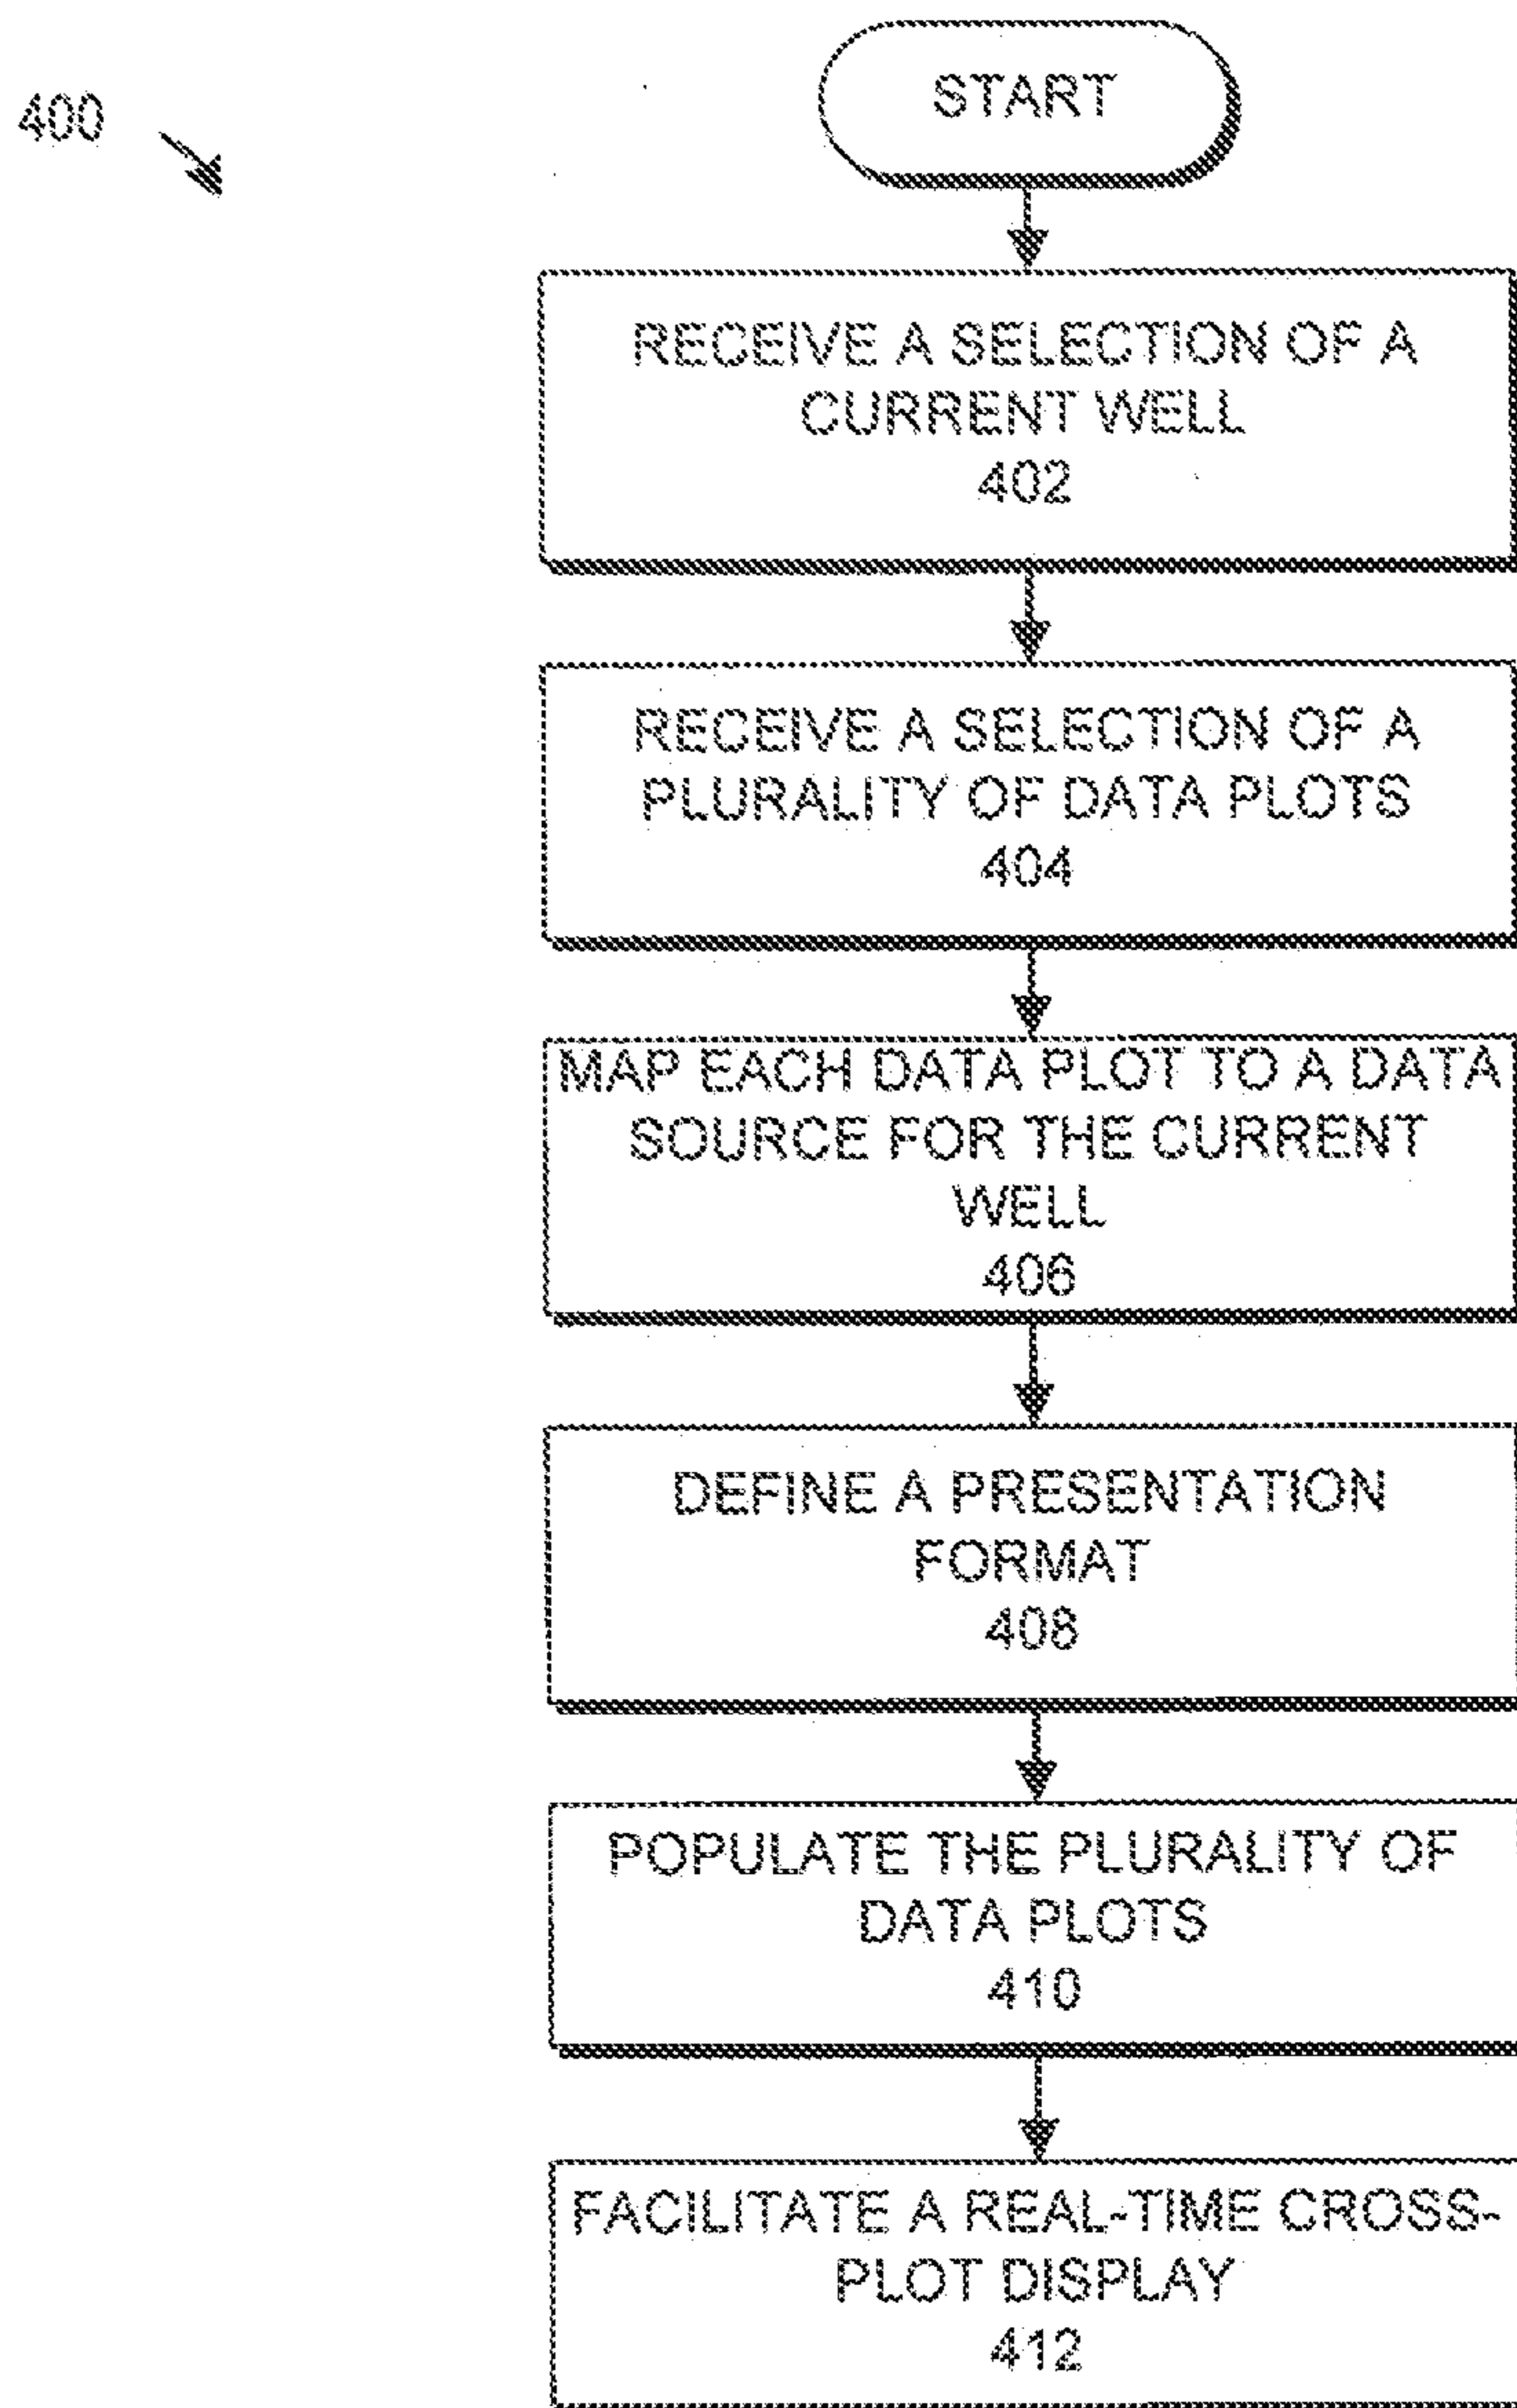 400
START
RECEIVE A SELECTION OF A
CURRENT WELL
402
RECEIVE A SELECTION OF A
PLURALITY OF DATA PLOTS
404
MAP EACH DATA PLOT TO A DATA
SOURCE FOR THE CURRENT
WELL
406
DEFINE A PRESENTATION
FORMAT
408
POPULATE THE PLURALITY OF
DATA PLOTS
410
FACILITATE A REAL-TIME CROSS-
PLOT DISPLAY
412